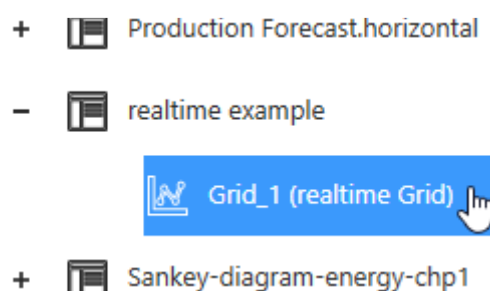 Production Forecast.horizontal
realtime example
Grid_1 (realtime Grid)
Sankey-diagram-energy-chp1